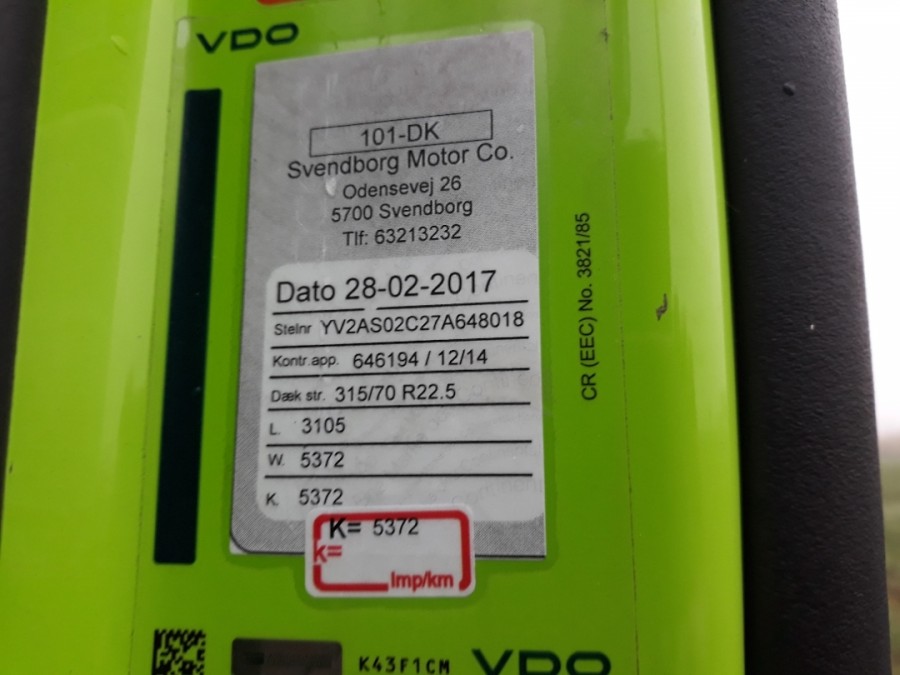 VDO
101-DK
Svendborg Motor Co.
Odensevej 26
5700 Svendborg
Tlf: 63213232
Dato 28-02-2017
Stelnr YV2AS02C27A648018
Kontr.app. 646194 / 12/14
Dæk str. 315/70 R22.5
L. 3105
W. 5372
K. 5372
K= 5372
k=
Imp/km
CR (EEC) No. 3821/85
K43F1CM
VDO